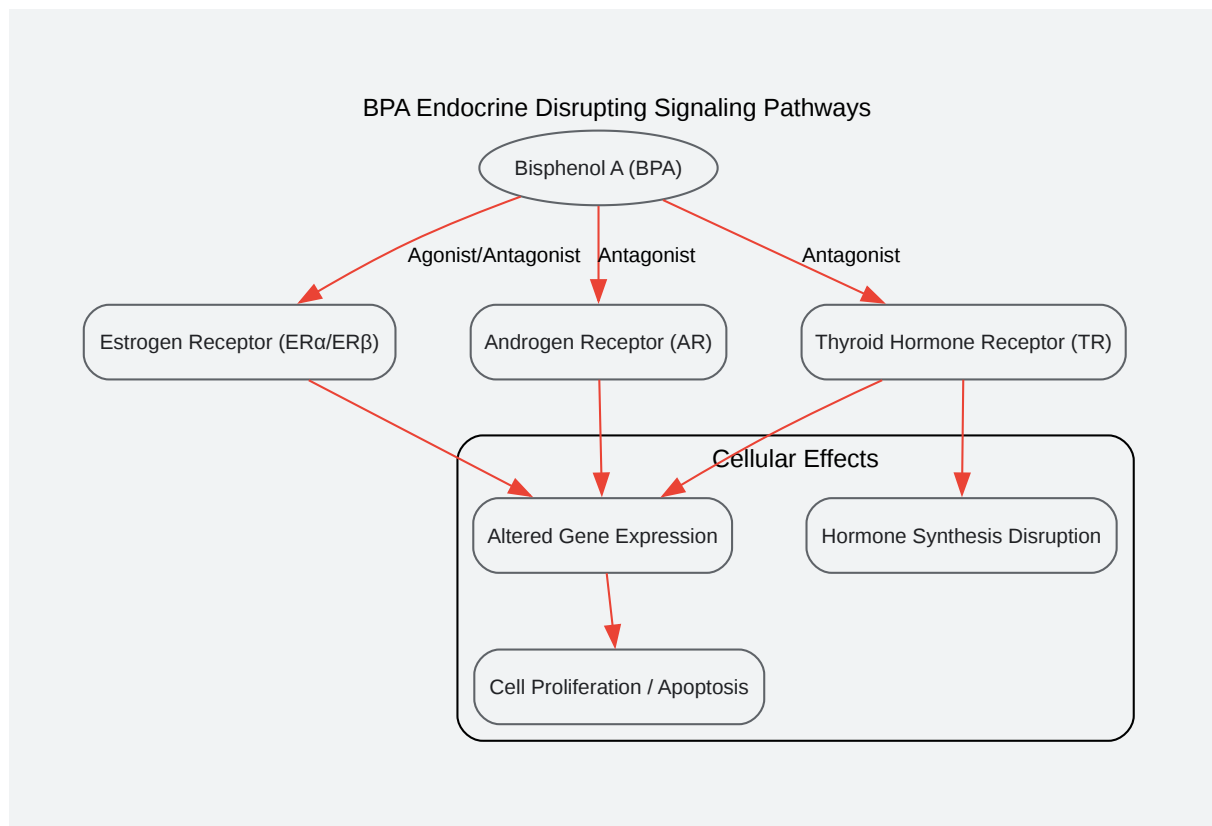 BPA Endocrine Disrupting Signaling Pathways
Bisphenol A (BPA)
Agonist/Antagonist
Antagonist
Antagonist
Estrogen Receptor (ERα/ERβ)
Androgen Receptor (AR)
Thyroid Hormone Receptor (TR)
Cellular Effects
Altered Gene Expression
Hormone Synthesis Disruption
Cell Proliferation / Apoptosis